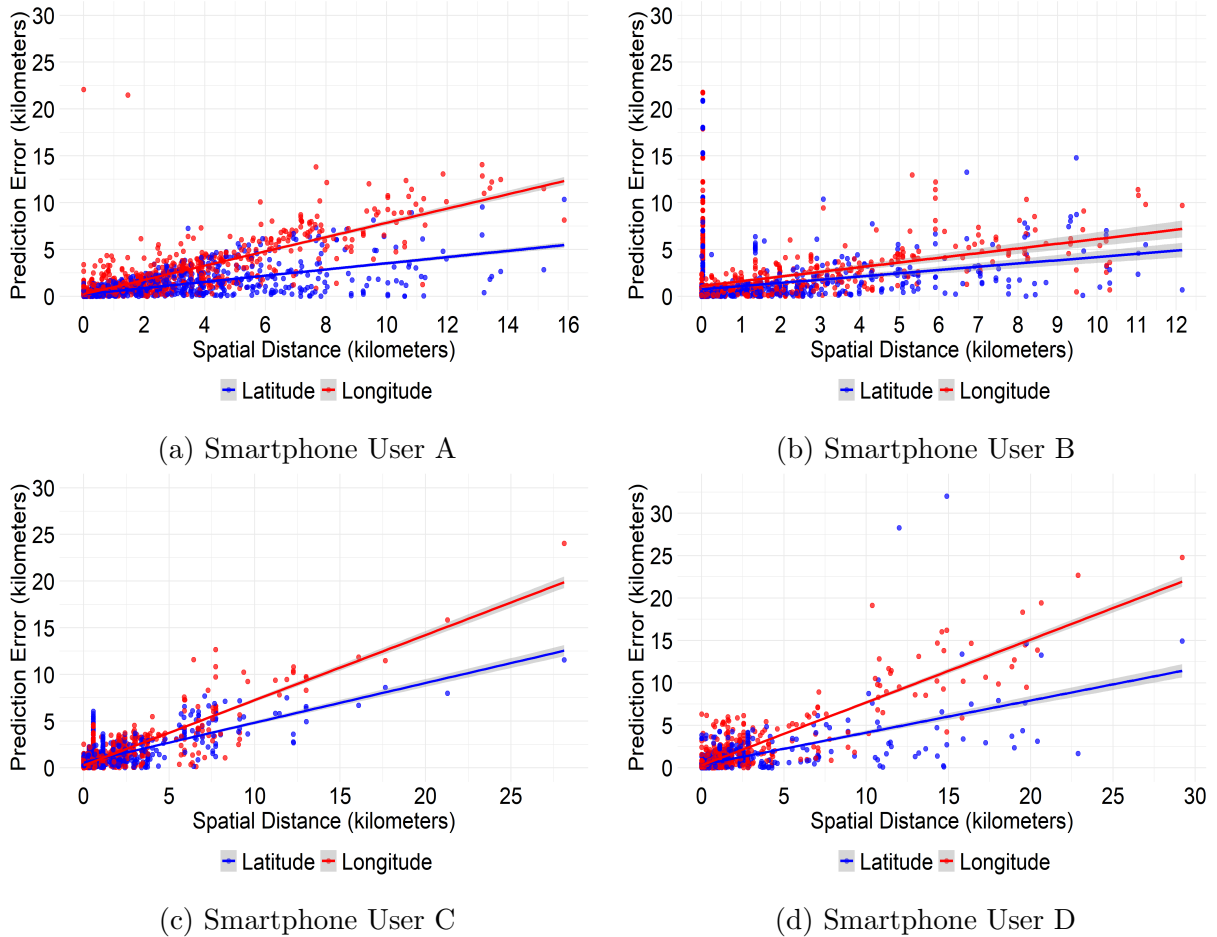 30
25
20
15
10
5
0
Prediction Error (kilometers)
0 2 4 6 8 10 12 14 16
Spatial Distance (kilometers)
Latitude Longitude
(a) Smartphone User A
30
25
20
15
10
5
0
Prediction Error (kilometers)
0 1 2 3 4 5 6 7 8 9 10 11 12
Spatial Distance (kilometers)
Latitude Longitude
(b) Smartphone User B
30
25
20
15
10
5
0
Prediction Error (kilometers)
0 5 10 15 20 25
Spatial Distance (kilometers)
Latitude Longitude
(c) Smartphone User C
30
25
20
15
10
5
0
Prediction Error (kilometers)
0 5 10 15 20 25 30
Spatial Distance (kilometers)
Latitude Longitude
(d) Smartphone User D